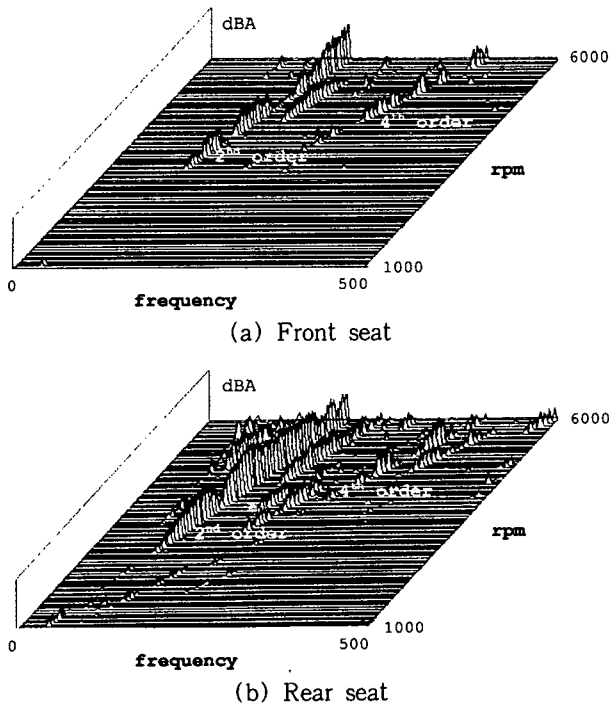 dBA
6000
4th order
2nd order
rpm
1000
0
500
frequency
(a) Front seat
dBA
6000
4th order
2nd order
rpm
1000
0
500
frequency
(b) Rear seat